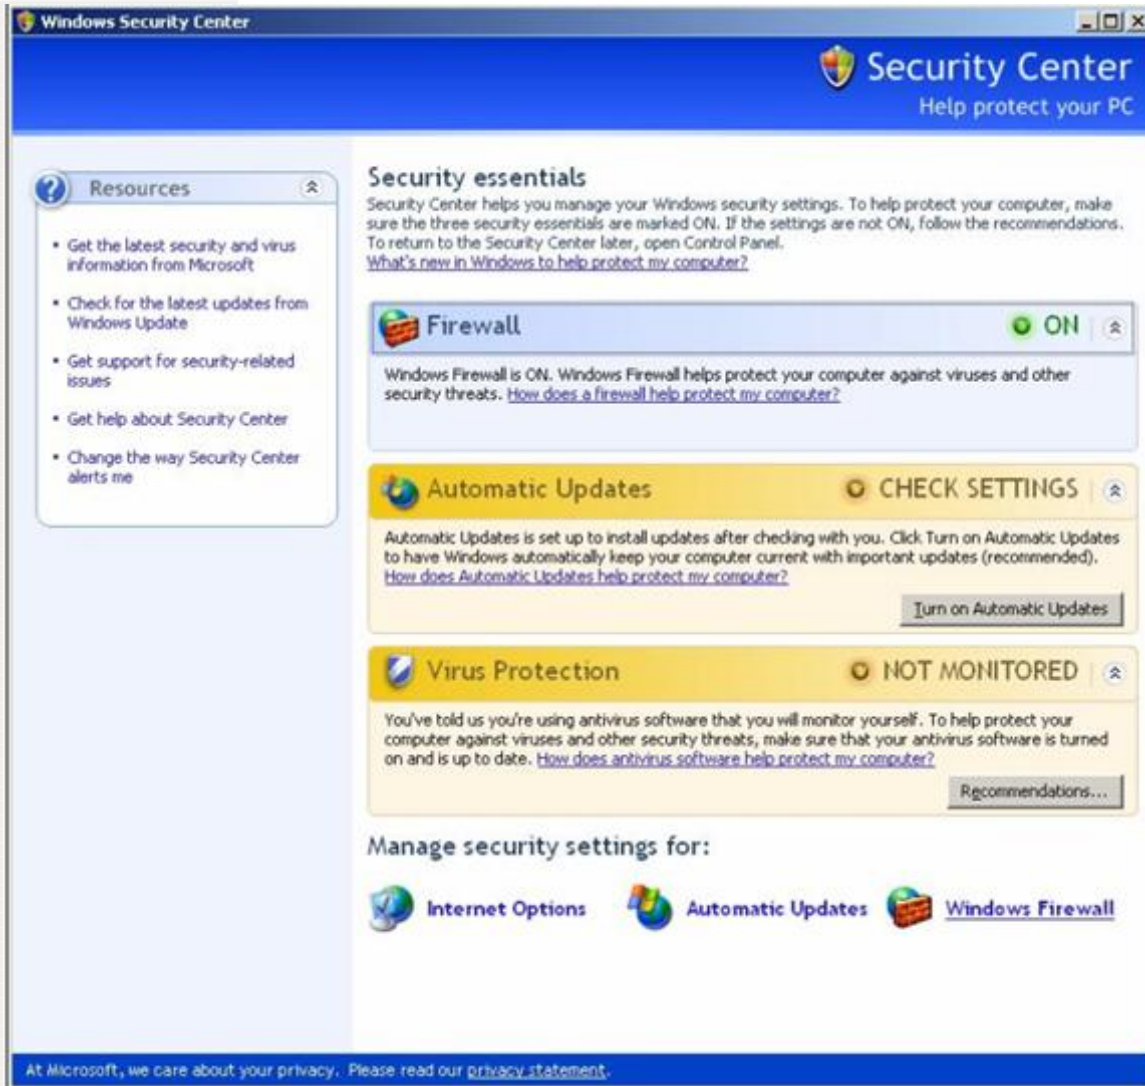 Windows Security Center
Security Center
Help protect your PC
Resources
Get the latest security and virus
information from Microsoft
Check for the latest updates from
Windows Update
Get support for security-related
issues
Get help about Security Center
Change the way Security Center
alerts me
Security essentials
Security Center helps you manage your Windows security settings. To help protect your computer, make
sure the three security essentials are marked ON. If the settings are not ON, follow the recommendations.
To return to the Security Center later, open Control Panel.
What's new in Windows to help protect my computer?
Firewall ON
Windows Firewall is ON. Windows Firewall helps protect your computer against viruses and other
security threats. How does a firewall help protect my computer?
Automatic Updates CHECK SETTINGS
Automatic Updates is set up to install updates after checking with you. Click Turn on Automatic Updates
to have Windows automatically keep your computer current with important updates (recommended).
How does Automatic Updates help protect my computer?
Turn on Automatic Updates
Virus Protection NOT MONITORED
You've told us you're using antivirus software that you will monitor yourself. To help protect your
computer against viruses and other security threats, make sure that your antivirus software is turned
on and is up to date. How does antivirus software help protect my computer?
Recommendations...
Manage security settings for:
Internet Options Automatic Updates Windows Firewall
At Microsoft, we care about your privacy. Please read our privacy statement.